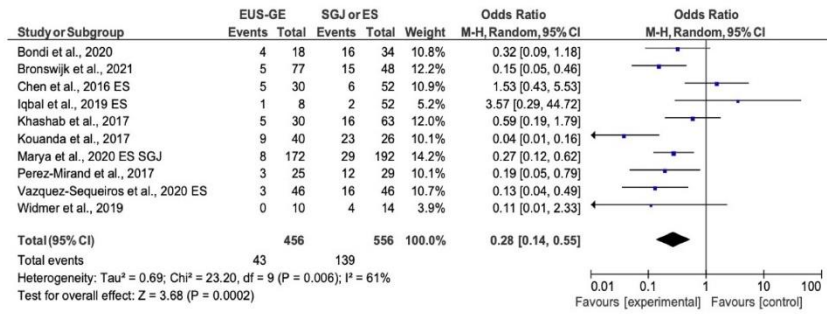 EUS-GE SGJ or ES Odds Ratio Odds Ratio
Study or Subgroup Events Total Events Total Weight M-H, Random, 95% CI M-H, Random, 95% CI
Bondi et al., 2020 4 18 16 34 10.8% 0.32 [0.09, 1.18]
Bronswijk et al., 2021 5 77 15 48 12.2% 0.15 [0.05, 0.46]
Chen et al., 2016 ES 5 30 6 52 11.0% 1.53 [0.43, 5.53]
Iqbal et al., 2019 ES 1 8 2 52 5.2% 3.57 [0.29, 44.72]
Khashab et al., 2017 5 30 16 63 11.9% 0.59 [0.19, 1.79]
Kouanda et al., 2017 9 40 23 26 10.1% 0.04 [0.01, 0.16]
Marya et al., 2020 ES SGJ 8 172 29 192 14.2% 0.27 [0.12, 0.62]
Perez-Mirand et al., 2017 3 25 12 29 10.0% 0.19 [0.05, 0.79]
Vazquez-Sequeiros et al., 2020 ES 3 46 16 46 10.7% 0.13 [0.04, 0.49]
Widmer et al., 2019 0 10 4 14 3.9% 0.11 [0.01, 2.33]
Total (95% CI) 456 556 100.0% 0.28 [0.14, 0.55]
Total events 43 139
Heterogeneity: Tau² = 0.69; Chi² = 23.20, df = 9 (P = 0.006); I² = 61%
Test for overall effect: Z = 3.68 (P = 0.0002)
0.01 0.1 1 10 100
Favours [experimental] Favours [control]